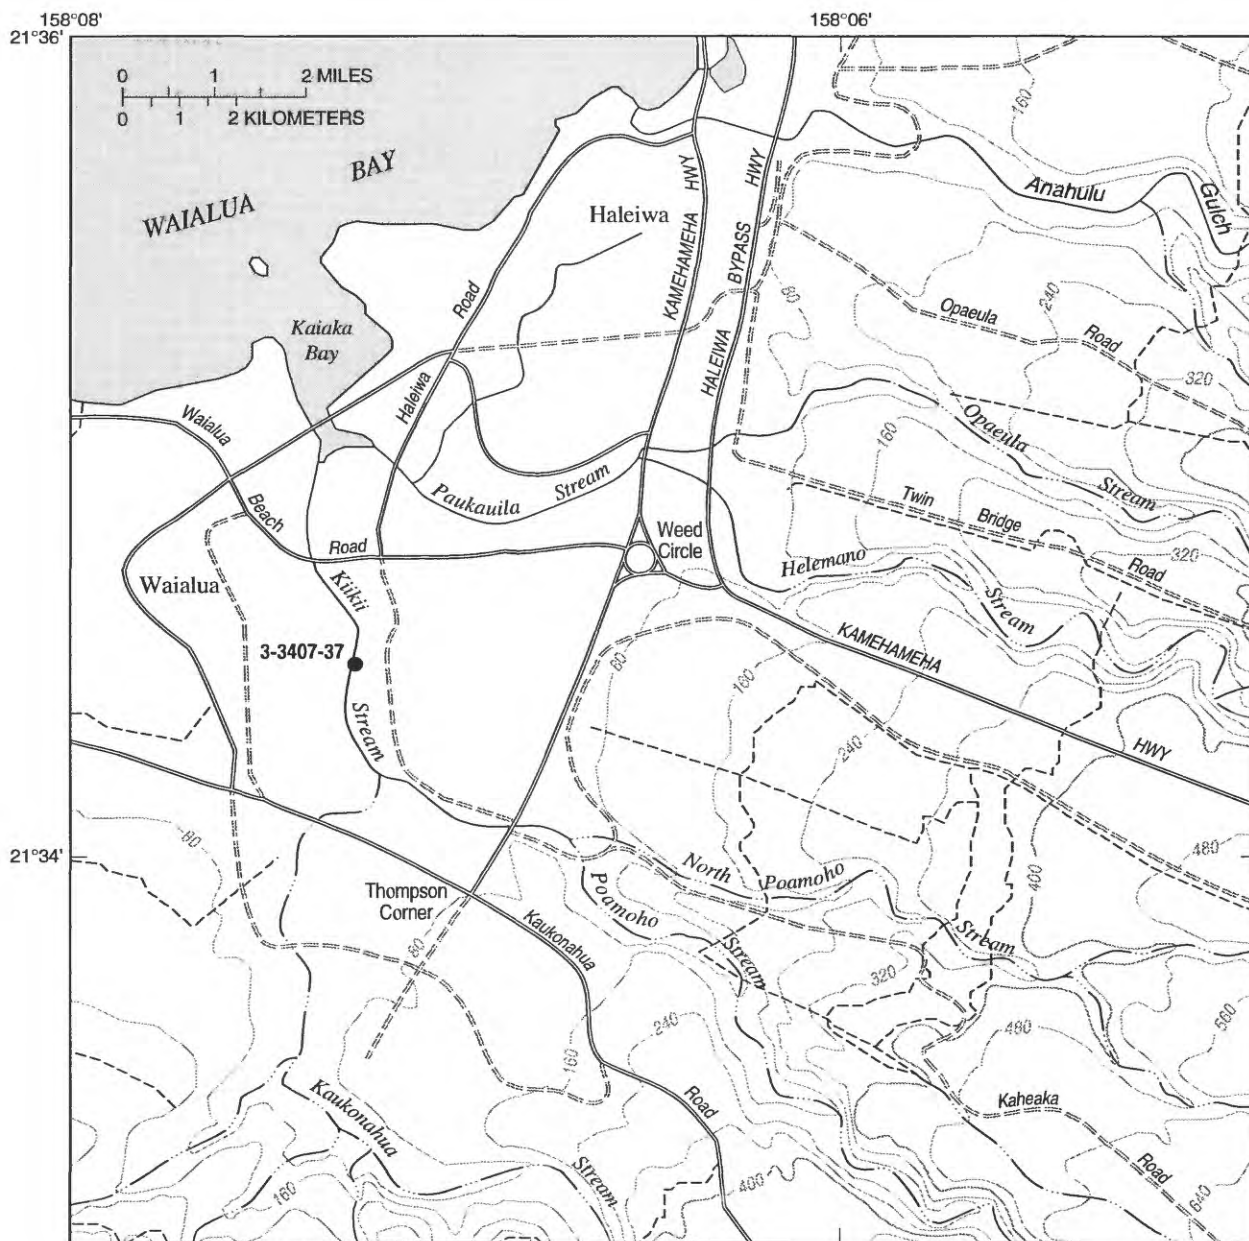 158°08'
158°06'
21°36'
0 1 2 MILES
0 1 2 KILOMETERS
WAIALUA
BAY
Haleiwa
HWY
HWY
KAMEHAMEHA
BYPASS
HALEIWA
160
Anahulu
Gulch
80
240
Opaeula
Road
320
Kaiaka
Bay
Road
Haleiwa
Waialua
Beach
Road
Paukauila
Stream
160
Opaeula
Stream
Twin
Bridge
Road
320
Weed
Circle
Helemano
Stream
Waialua
Kiikii
3-3407-37
Stream
80
160
240
KAMEHAMEHA
HWY
21°34'
80
Thompson
Corner
80
Kaukonahua
Poamoho
Stream
North
Poamoho
Stream
400
480
320
480
560
160
240
Road
Kaheaka
Road
640
Kaukonahua
Stream
160
400